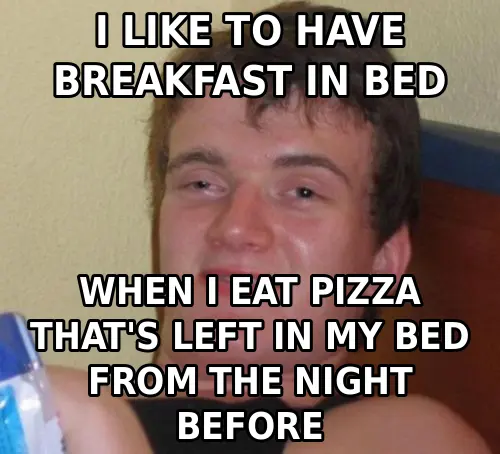 I LIKE TO HAVE
BREAKFAST IN BED
WHEN I EAT PIZZA
THAT'S LEFT IN MY BED
FROM THE NIGHT
BEFORE